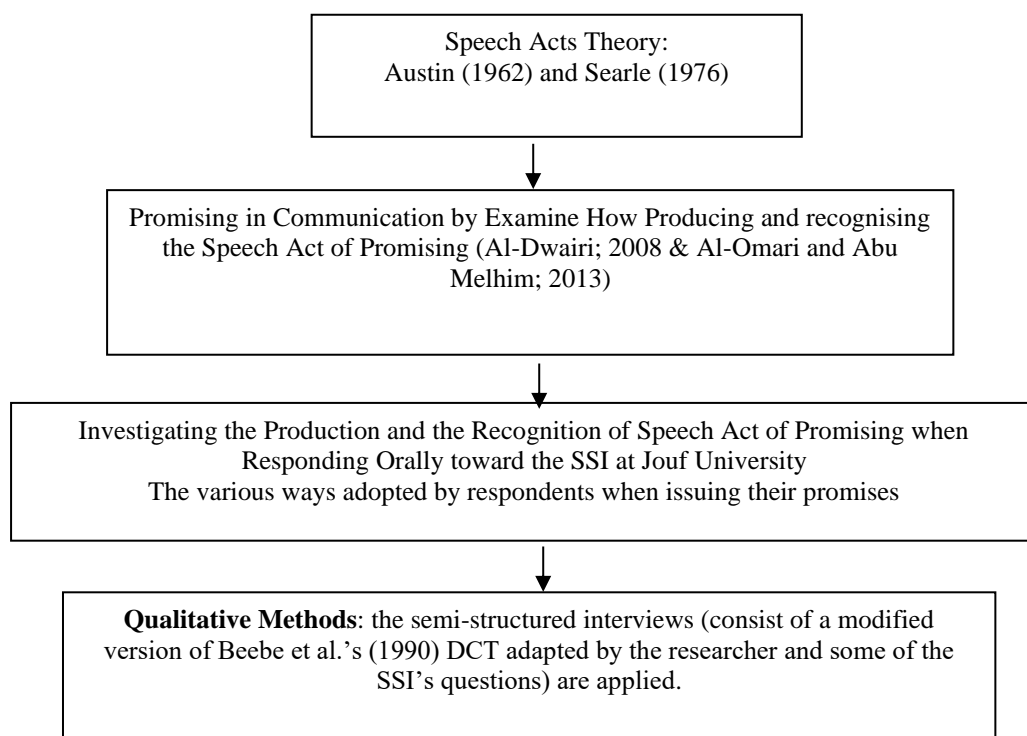 Speech Acts Theory:
Austin (1962) and Searle (1976)
Promising in Communication by Examine How Producing and recognising
the Speech Act of Promising (Al-Dwairi; 2008 & Al-Omari and Abu
Melhim; 2013)
Investigating the Production and the Recognition of Speech Act of Promising when
Responding Orally toward the SSI at Jouf University
The various ways adopted by respondents when issuing their promises
Qualitative Methods: the semi-structured interviews (consist of a modified
version of Beebe et al.’s (1990) DCT adapted by the researcher and some of the
SSI’s questions) are applied.